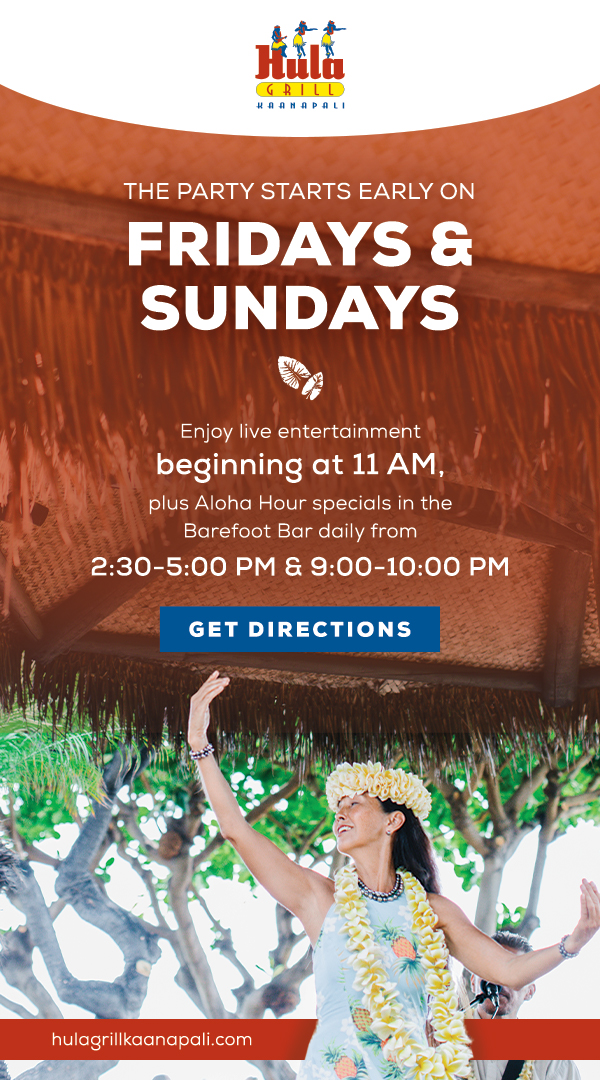 Hula
GRILL
KAANAPALI
THE PARTY STARTS EARLY ON
FRIDAYS &
SUNDAYS
Enjoy live entertainment
beginning at 11 AM,
plus Aloha Hour specials in the
Barefoot Bar daily from
2:30-5:00 PM & 9:00-10:00 PM
GET DIRECTIONS
hulagrillkaanapali.com